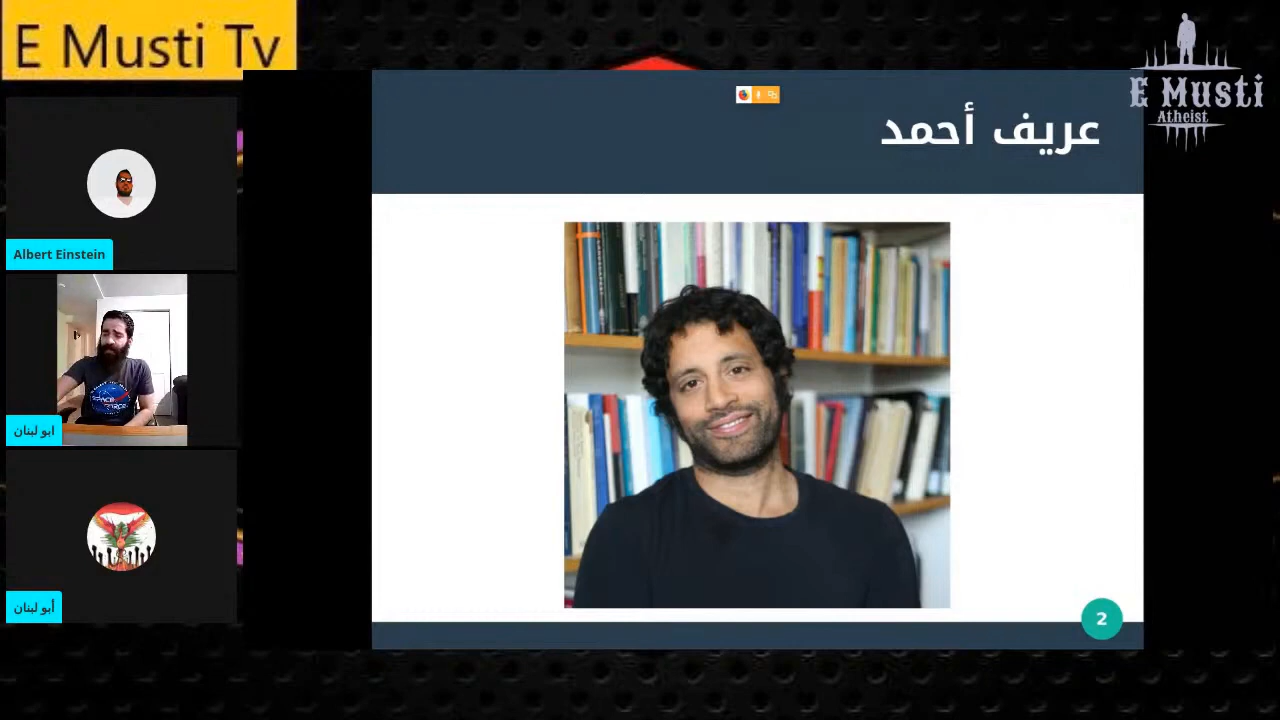 E Musti Tv
E Musti
Atheist
عريف أحمد
Albert Einstein
ابو لبنان
أبو لبنان
2